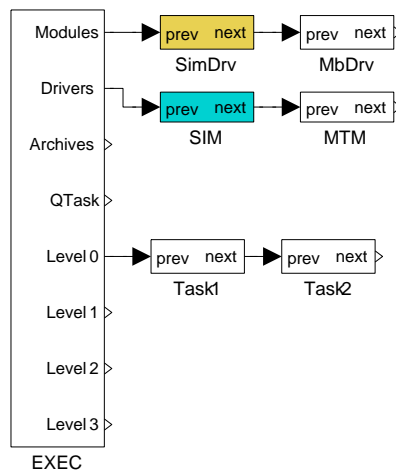 Modules
prev next
prev next
SimDrv
MbDrv
Drivers
prev next
prev next
SIM
MTM
Archives
QTask
Level 0
prev next
prev next
Task1
Task2
Level 1
Level 2
Level 3
EXEC